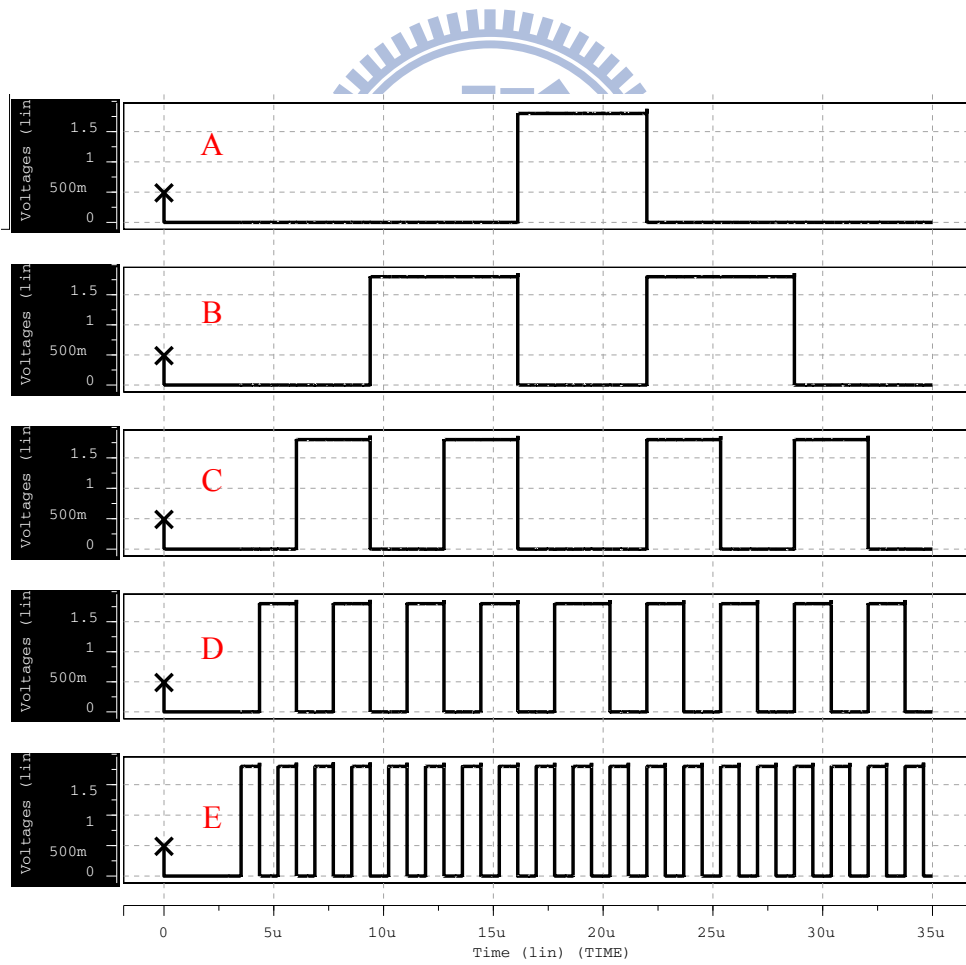 Voltages (lin
1.5
1
500m
0
A
Voltages (lin
1.5
1
500m
0
B
Voltages (lin
1.5
1
500m
0
C
Voltages (lin
1.5
1
500m
0
D
Voltages (lin
1.5
1
500m
0
E
0 5u 10u 15u 20u 25u 30u 35u
Time (lin) (TIME)